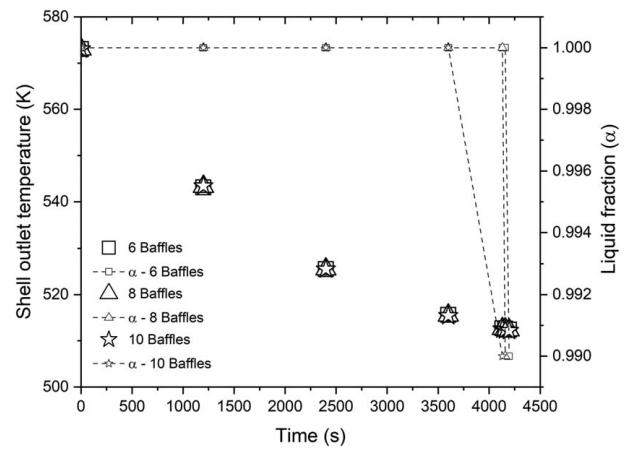 580
560
540
520
500
Shell outlet temperature (K)
6 Baffles
α - 6 Baffles
8 Baffles
α - 8 Baffles
10 Baffles
α - 10 Baffles
1.000
0.998
0.996
0.994
0.992
0.990
Liquid fraction (α)
0 500 1000 1500 2000 2500 3000 3500 4000 4500
Time (s)